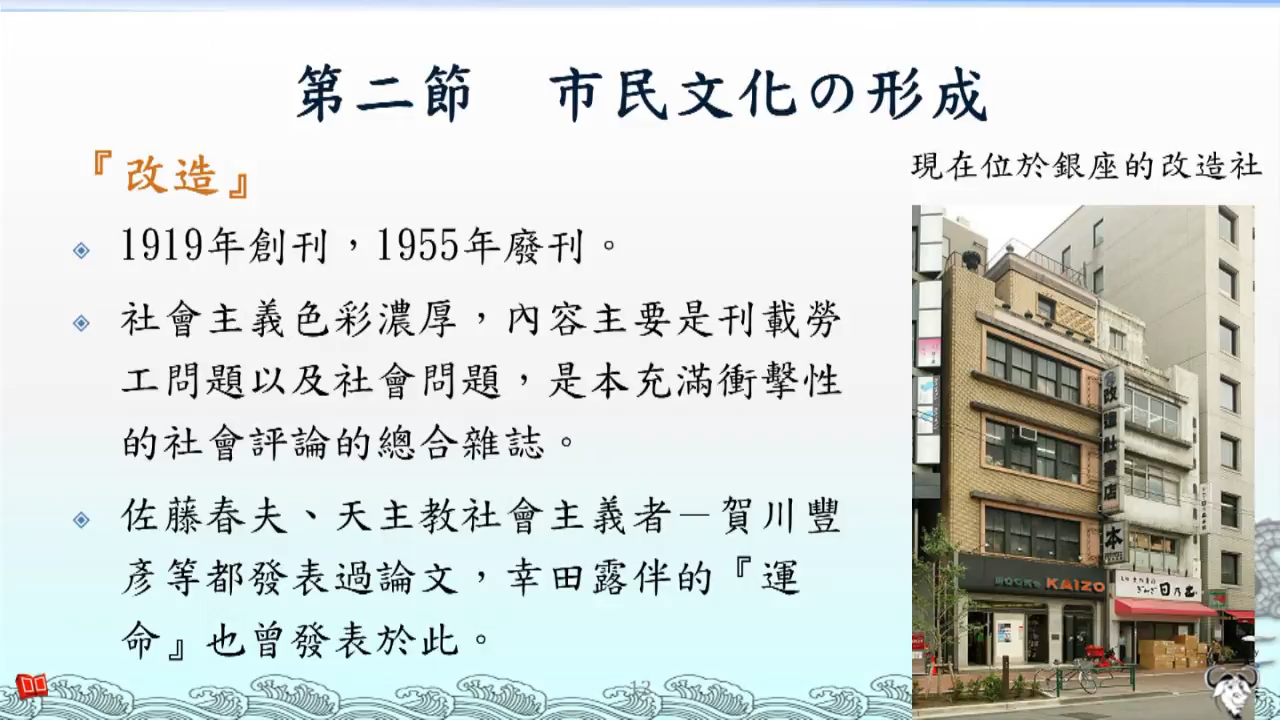 第二節　市民文化の形成
『改造』
現在位於銀座的改造社
1919年創刊，1955年廢刊。
社會主義色彩濃厚，內容主要是刊載勞
工問題以及社會問題，是本充滿衝擊性
的社會評論的總合雜誌。
佐藤春夫、天主教社會主義者－賀川豐
彥等都發表過論文，幸田露伴的『運
命』也曾發表於此。
改造社書店
本
BOOKS KAIZO
日乃出